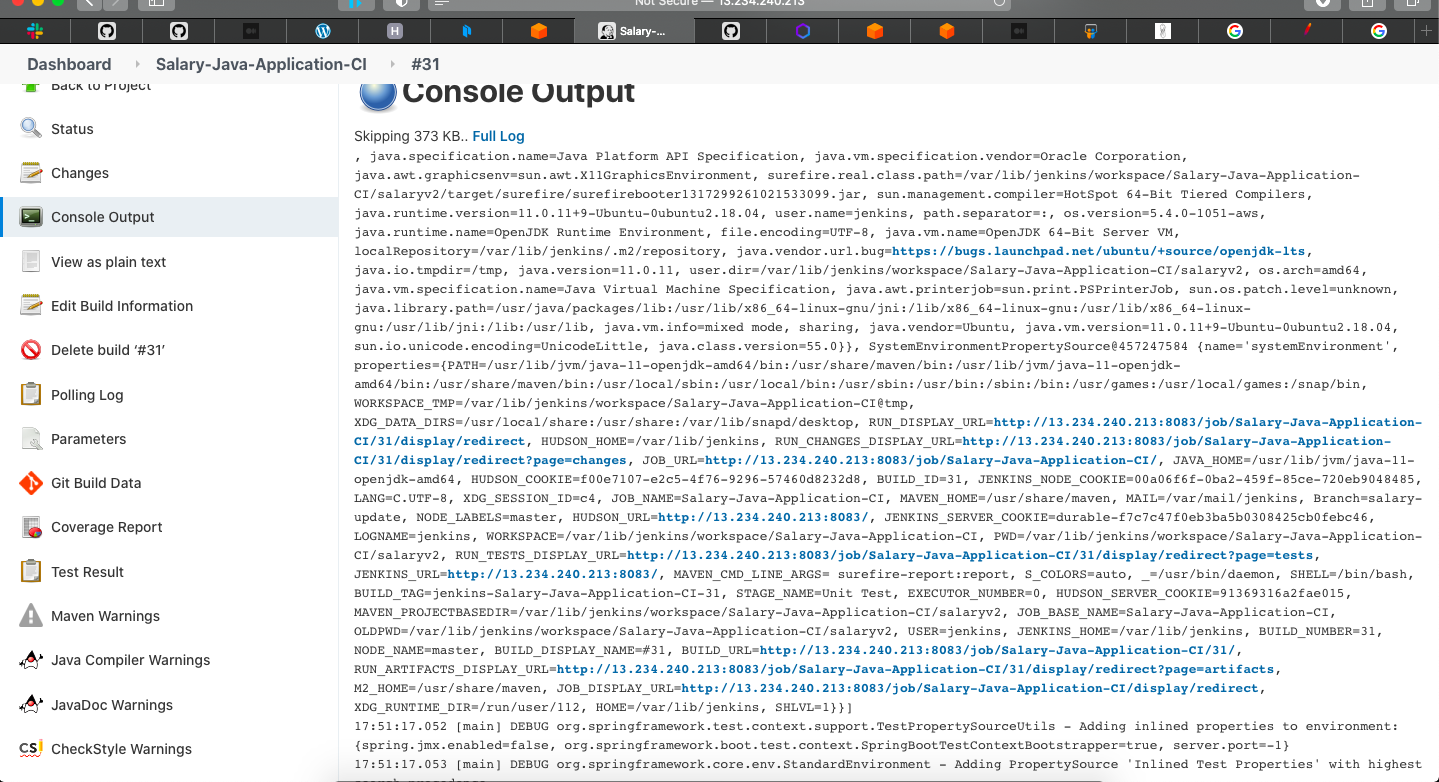 Not Secure — 13.234.240.213
H
Salary-...
Dashboard
Salary-Java-Application-CI
#31
Back to Project
Status
Changes
Console Output
View as plain text
Edit Build Information
Delete build ‘#31’
Polling Log
Parameters
Git Build Data
Coverage Report
Test Result
Maven Warnings
Java Compiler Warnings
JavaDoc Warnings
CheckStyle Warnings
Console Output
Skipping 373 KB.. Full Log
, java.specification.name=Java Platform API Specification, java.vm.specification.vendor=Oracle Corporation,
java.awt.graphicsenv=sun.awt.X11GraphicsEnvironment, surefire.real.class.path=/var/lib/jenkins/workspace/Salary-Java-Application-
CI/salaryv2/target/surefire/surefirebooter1317299261021533099.jar, sun.management.compiler=HotSpot 64-Bit Tiered Compilers,
java.runtime.version=11.0.11+9-Ubuntu-0ubuntu2.18.04, user.name=jenkins, path.separator=:, os.version=5.4.0-1051-aws,
java.runtime.name=OpenJDK Runtime Environment, file.encoding=UTF-8, java.vm.name=OpenJDK 64-Bit Server VM,
localRepository=/var/lib/jenkins/.m2/repository, java.vendor.url.bug=https://bugs.launchpad.net/ubuntu/+source/openjdk-lts,
java.io.tmpdir=/tmp, java.version=11.0.11, user.dir=/var/lib/jenkins/workspace/Salary-Java-Application-CI/salaryv2, os.arch=amd64,
java.vm.specification.name=Java Virtual Machine Specification, java.awt.printerjob=sun.print.PSPrinterJob, sun.os.patch.level=unknown,
java.library.path=/usr/java/packages/lib:/usr/lib/x86_64-linux-gnu/jni:/lib/x86_64-linux-gnu:/usr/lib/x86_64-linux-
gnu:/usr/lib/jni:/lib:/usr/lib, java.vm.info=mixed mode, sharing, java.vendor=Ubuntu, java.vm.version=11.0.11+9-Ubuntu-0ubuntu2.18.04,
sun.io.unicode.encoding=UnicodeLittle, java.class.version=55.0}}, SystemEnvironmentPropertySource@457247584 {name='systemEnvironment',
properties={PATH=/usr/lib/jvm/java-11-openjdk-amd64/bin:/usr/share/maven/bin:/usr/lib/jvm/java-11-openjdk-
amd64/bin:/usr/share/maven/bin:/usr/local/sbin:/usr/local/bin:/usr/sbin:/usr/bin:/sbin:/bin:/usr/games:/usr/local/games:/snap/bin,
WORKSPACE_TMP=/var/lib/jenkins/workspace/Salary-Java-Application-CI@tmp,
XDG_DATA_DIRS=/usr/local/share:/usr/share:/var/lib/snapd/desktop, RUN_DISPLAY_URL=http://13.234.240.213:8083/job/Salary-Java-Application-
CI/31/display/redirect, HUDSON_HOME=/var/lib/jenkins, RUN_CHANGES_DISPLAY_URL=http://13.234.240.213:8083/job/Salary-Java-Application-
CI/31/display/redirect?page=changes, JOB_URL=http://13.234.240.213:8083/job/Salary-Java-Application-CI/, JAVA_HOME=/usr/lib/jvm/java-11-
openjdk-amd64, HUDSON_COOKIE=f00e7107-e2c5-4f76-9296-57460d8232d8, BUILD_ID=31, JENKINS_NODE_COOKIE=00a06f6f-0ba2-459f-85ce-720eb9048485,
LANG=C.UTF-8, XDG_SESSION_ID=c4, JOB_NAME=Salary-Java-Application-CI, MAVEN_HOME=/usr/share/maven, MAIL=/var/mail/jenkins, Branch=salary-
update, NODE_LABELS=master, HUDSON_URL=http://13.234.240.213:8083/, JENKINS_SERVER_COOKIE=durable-f7c7c47f0eb3ba5b0308425cb0febc46,
LOGNAME=jenkins, WORKSPACE=/var/lib/jenkins/workspace/Salary-Java-Application-CI, PWD=/var/lib/jenkins/workspace/Salary-Java-Application-
CI/salaryv2, RUN_TESTS_DISPLAY_URL=http://13.234.240.213:8083/job/Salary-Java-Application-CI/31/display/redirect?page=tests,
JENKINS_URL=http://13.234.240.213:8083/, MAVEN_CMD_LINE_ARGS= surefire-report:report, S_COLORS=auto, _=/usr/bin/daemon, SHELL=/bin/bash,
BUILD_TAG=jenkins-Salary-Java-Application-CI-31, STAGE_NAME=Unit Test, EXECUTOR_NUMBER=0, HUDSON_SERVER_COOKIE=91369316a2fae015,
MAVEN_PROJECTBASEDIR=/var/lib/jenkins/workspace/Salary-Java-Application-CI/salaryv2, JOB_BASE_NAME=Salary-Java-Application-CI,
OLDPWD=/var/lib/jenkins/workspace/Salary-Java-Application-CI/salaryv2, USER=jenkins, JENKINS_HOME=/var/lib/jenkins, BUILD_NUMBER=31,
NODE_NAME=master, BUILD_DISPLAY_NAME=#31, BUILD_URL=http://13.234.240.213:8083/job/Salary-Java-Application-CI/31/,
RUN_ARTIFACTS_DISPLAY_URL=http://13.234.240.213:8083/job/Salary-Java-Application-CI/31/display/redirect?page=artifacts,
M2_HOME=/usr/share/maven, JOB_DISPLAY_URL=http://13.234.240.213:8083/job/Salary-Java-Application-CI/display/redirect,
XDG_RUNTIME_DIR=/run/user/112, HOME=/var/lib/jenkins, SHLVL=1}}]
17:51:17.052 [main] DEBUG org.springframework.test.context.support.TestPropertySourceUtils - Adding inlined properties to environment:
{spring.jmx.enabled=false, org.springframework.boot.test.context.SpringBootTestContextBootstrapper=true, server.port=-1}
17:51:17.053 [main] DEBUG org.springframework.core.env.StandardEnvironment - Adding PropertySource 'Inlined Test Properties' with highest
search precedence